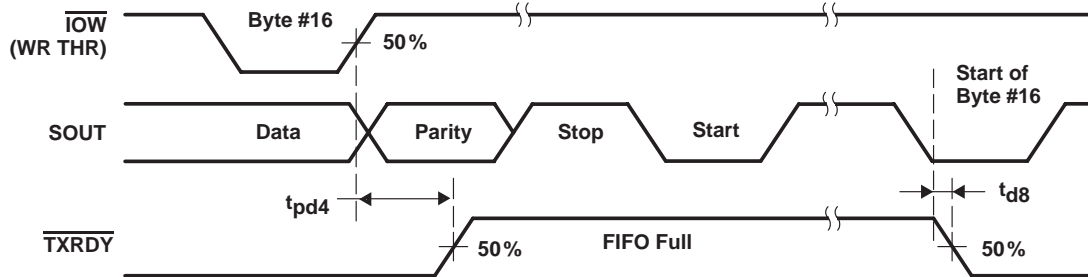 IOW
(WR THR)
Byte #16
50%
Start of
Byte #16
SOUT
Data
Parity
Stop
Start
tpd4
td8
TXRDY
50%
FIFO Full
50%